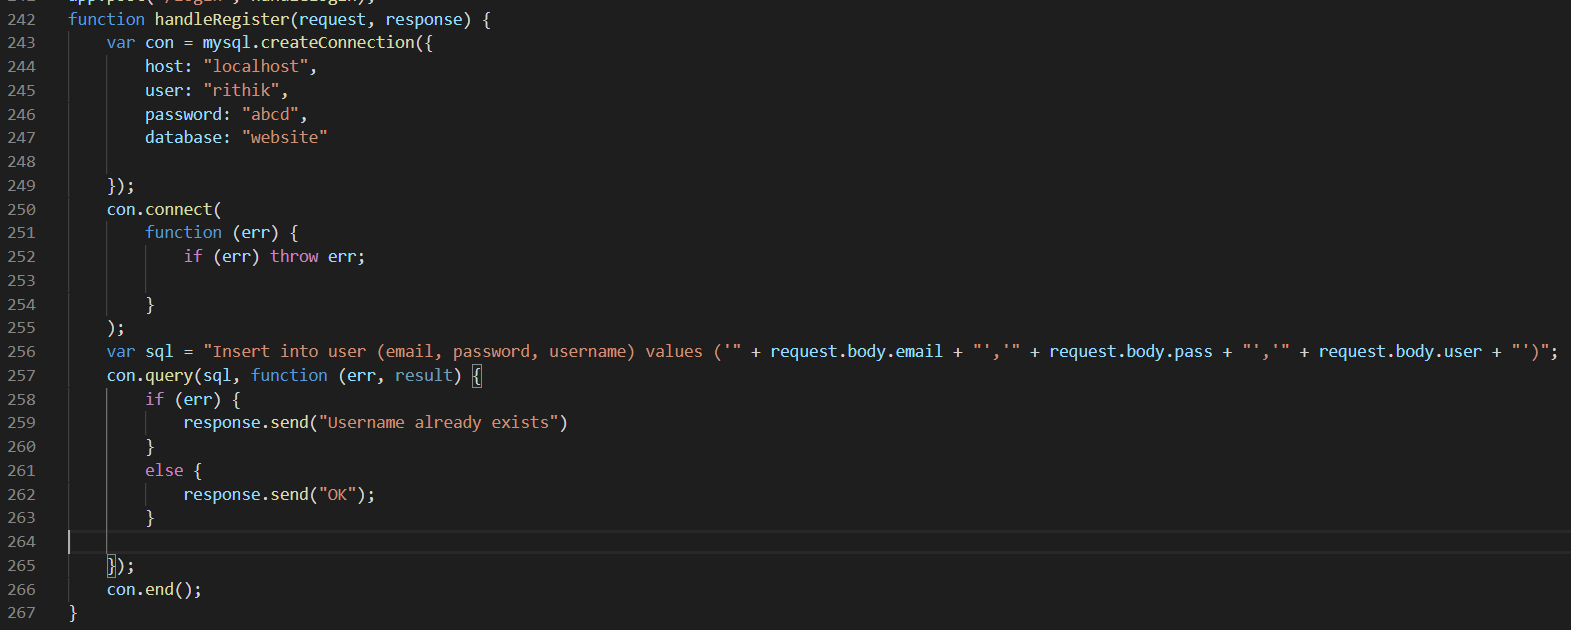 242 function handleRegister(request, response) {
243     var con = mysql.createConnection({
244         host: "localhost",
245         user: "rithik",
246         password: "abcd",
247         database: "website"
248
249     });
250     con.connect(
251         function (err) {
252             if (err) throw err;
253
254         }
255     );
256     var sql = "Insert into user (email, password, username) values ('" + request.body.email + "','" + request.body.pass + "','" + request.body.user + "')";
257     con.query(sql, function (err, result) {
258         if (err) {
259             response.send("Username already exists")
260         }
261         else {
262             response.send("OK");
263         }
264
265     });
266     con.end();
267 }